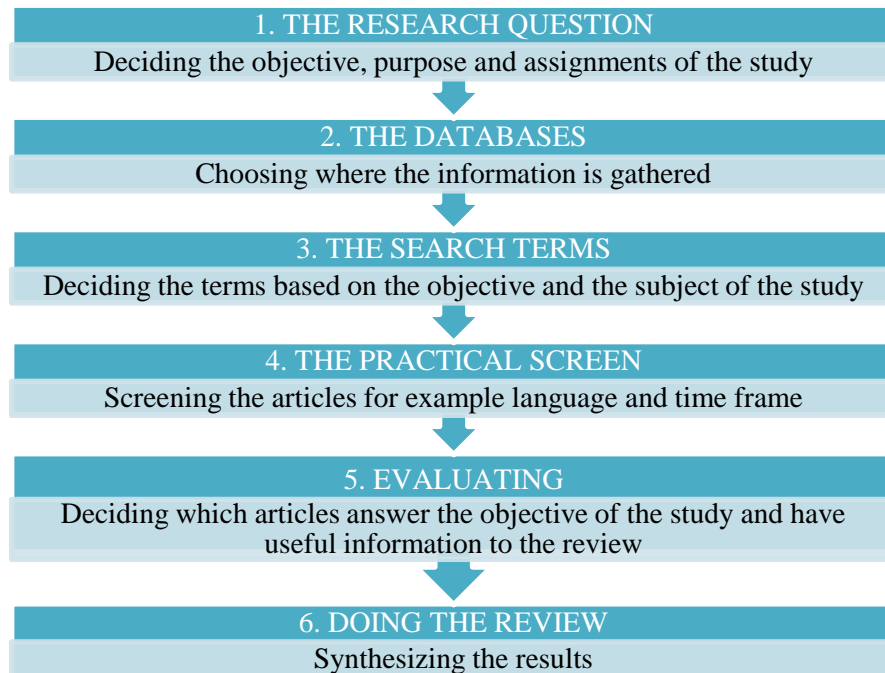 1. THE RESEARCH QUESTION
Deciding the objective, purpose and assignments of the study
2. THE DATABASES
Choosing where the information is gathered
3. THE SEARCH TERMS
Deciding the terms based on the objective and the subject of the study
4. THE PRACTICAL SCREEN
Screening the articles for example language and time frame
5. EVALUATING
Deciding which articles answer the objective of the study and have
useful information to the review
6. DOING THE REVIEW
Synthesizing the results